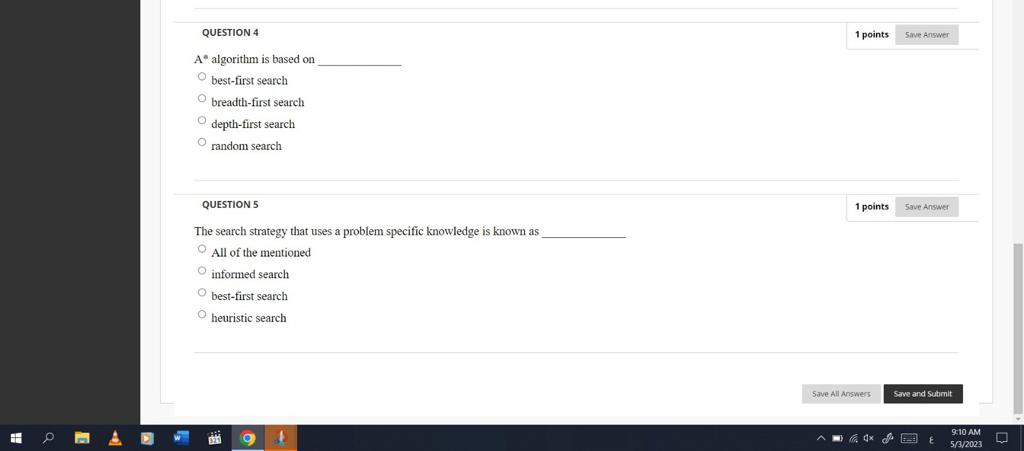 QUESTION 4
1 points
Save Answer
A* algorithm is based on ______________
best-first search
breadth-first search
depth-first search
random search
QUESTION 5
1 points
Save Answer
The search strategy that uses a problem specific knowledge is known as ______________
All of the mentioned
informed search
best-first search
heuristic search
Save All Answers
Save and Submit
9:10 AM
5/3/2023